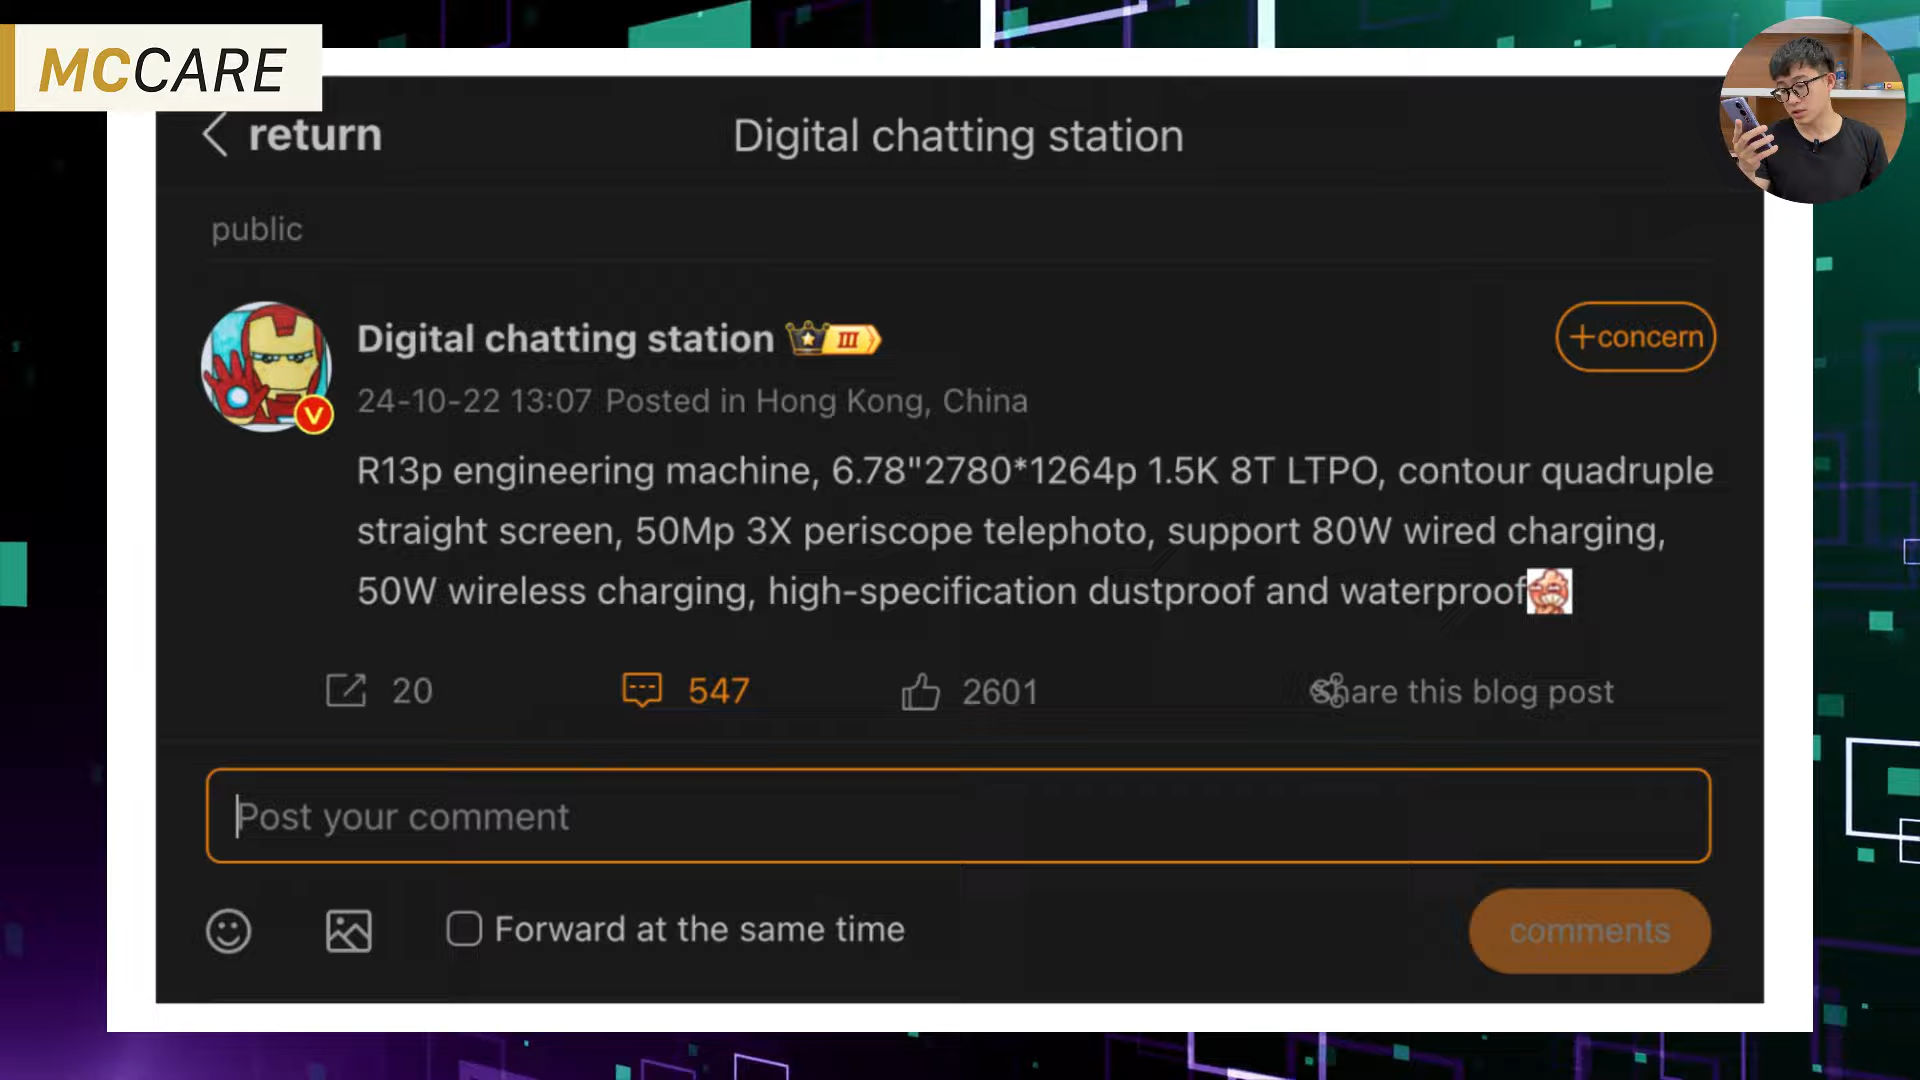 MCCARE
return
Digital chatting station
public
Digital chatting station III
+concern
V
24-10-22 13:07 Posted in Hong Kong, China
R13p engineering machine, 6.78"2780*1264p 1.5K 8T LTPO, contour quadruple
straight screen, 50Mp 3X periscope telephoto, support 80W wired charging,
50W wireless charging, high-specification dustproof and waterproof
20
547
2601
Share this blog post
Post your comment
Forward at the same time
comments